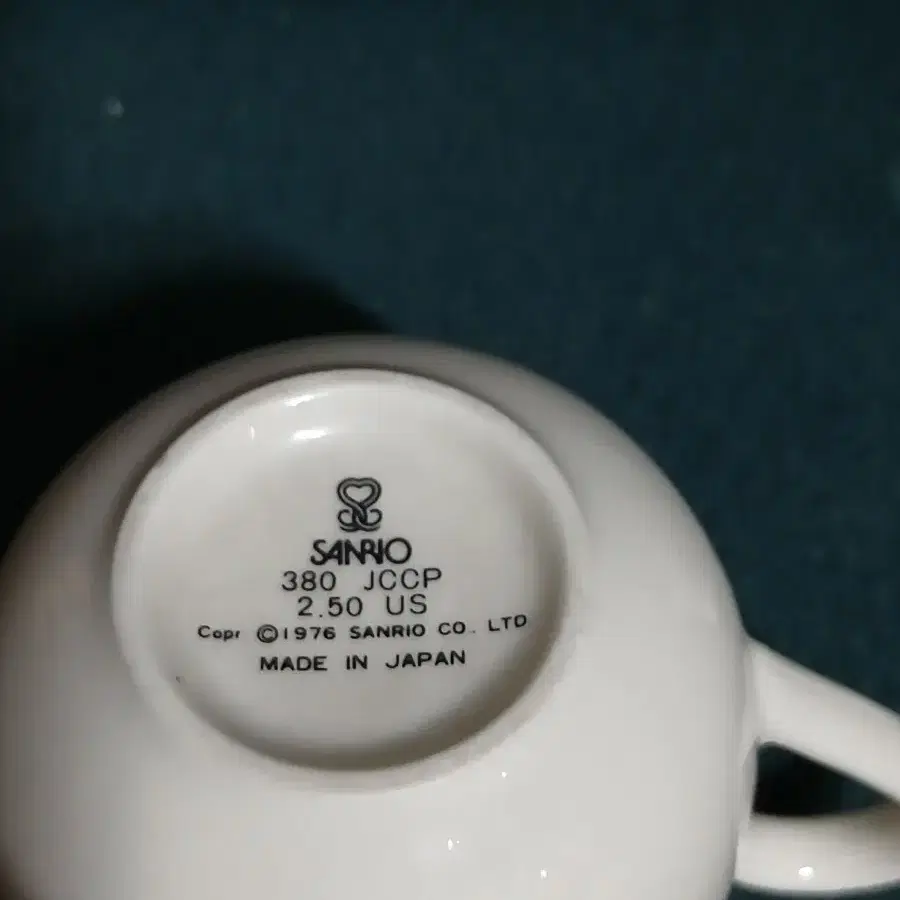 SANRIO
380 JCCP
2.50 US
Copr ©1976 SANRIO CO. LTD
MADE IN JAPAN